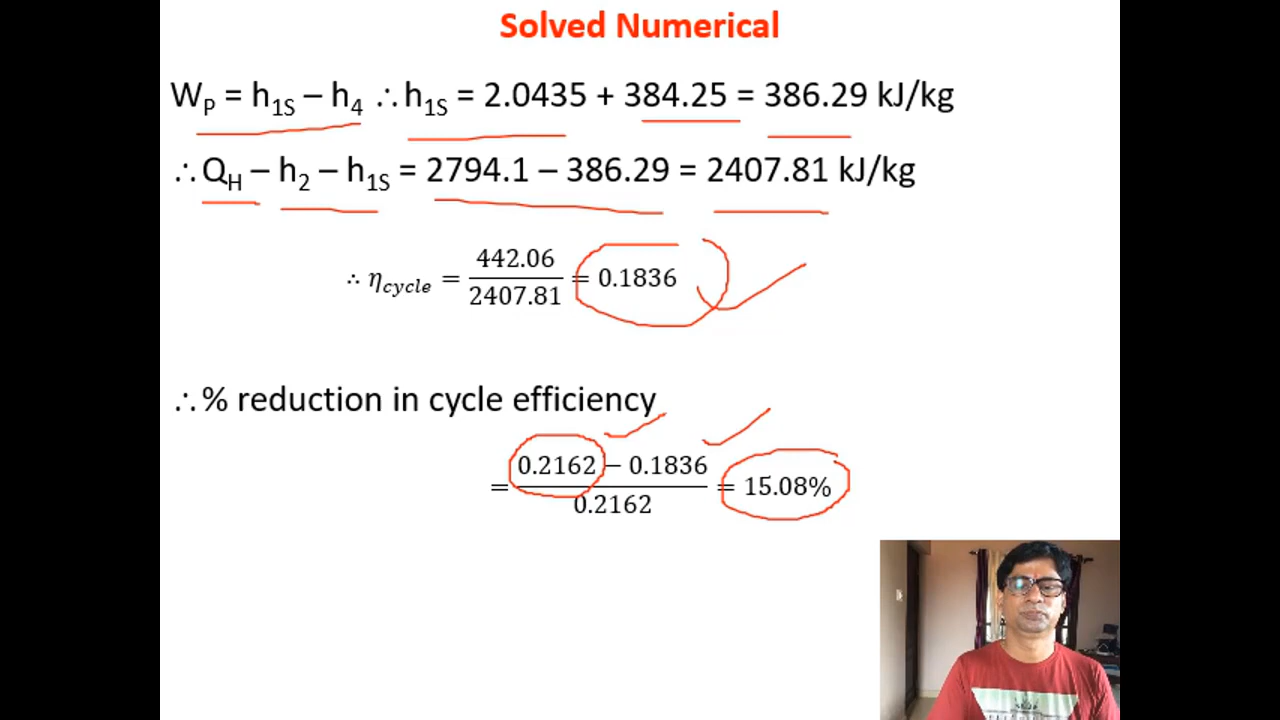 Solved Numerical
W_P = h_1S – h_4 ∴ h_1S = 2.0435 + 384.25 = 386.29 kJ/kg
∴ Q_H – h_2 – h_1S = 2794.1 – 386.29 = 2407.81 kJ/kg
∴ η_cycle = 442.06 / 2407.81 = 0.1836
∴ % reduction in cycle efficiency
= (0.2162 − 0.1836) / 0.2162 = 15.08%